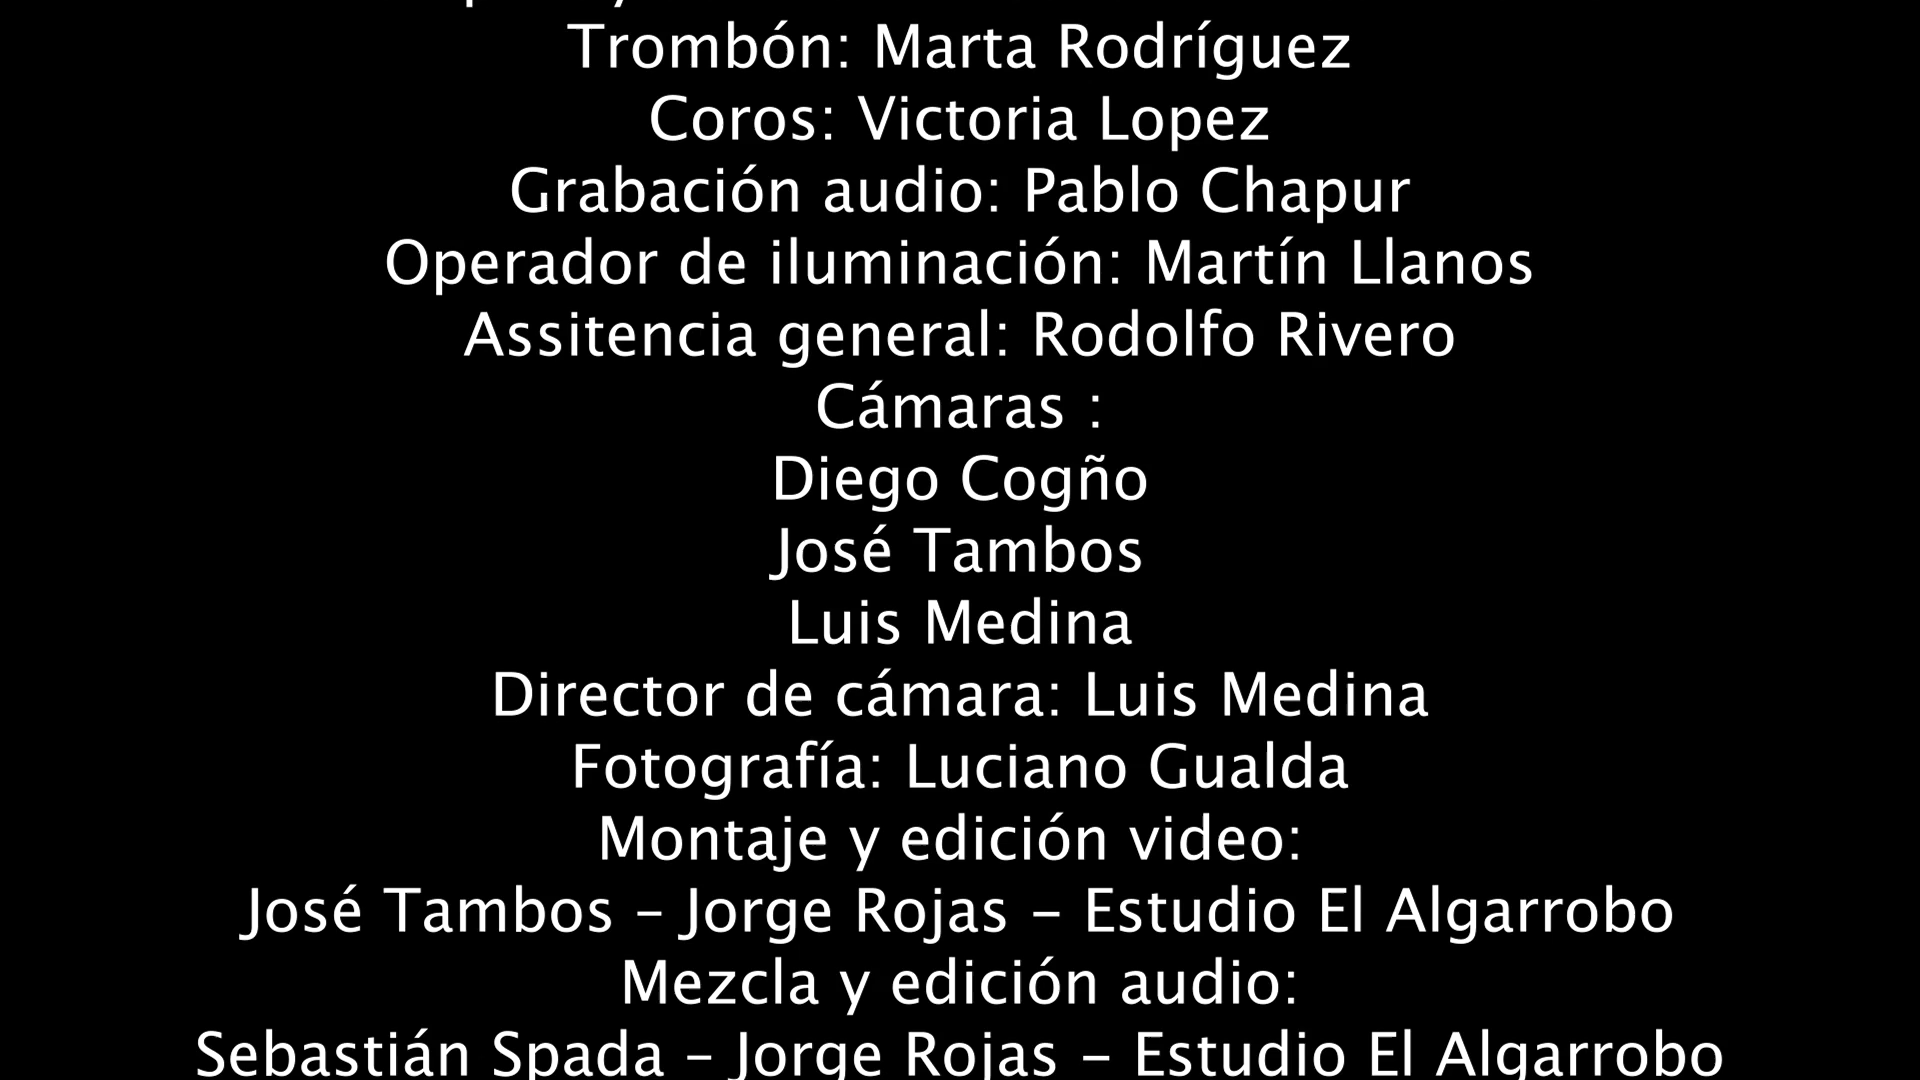 Trombón: Marta Rodríguez
Coros: Victoria Lopez
Grabación audio: Pablo Chapur
Operador de iluminación: Martín Llanos
Assitencia general: Rodolfo Rivero
Cámaras :
Diego Cogño
José Tambos
Luis Medina
Director de cámara: Luis Medina
Fotografía: Luciano Gualda
Montaje y edición video:
José Tambos – Jorge Rojas – Estudio El Algarrobo
Mezcla y edición audio:
Sebastián Spada – Jorge Rojas – Estudio El Algarrobo